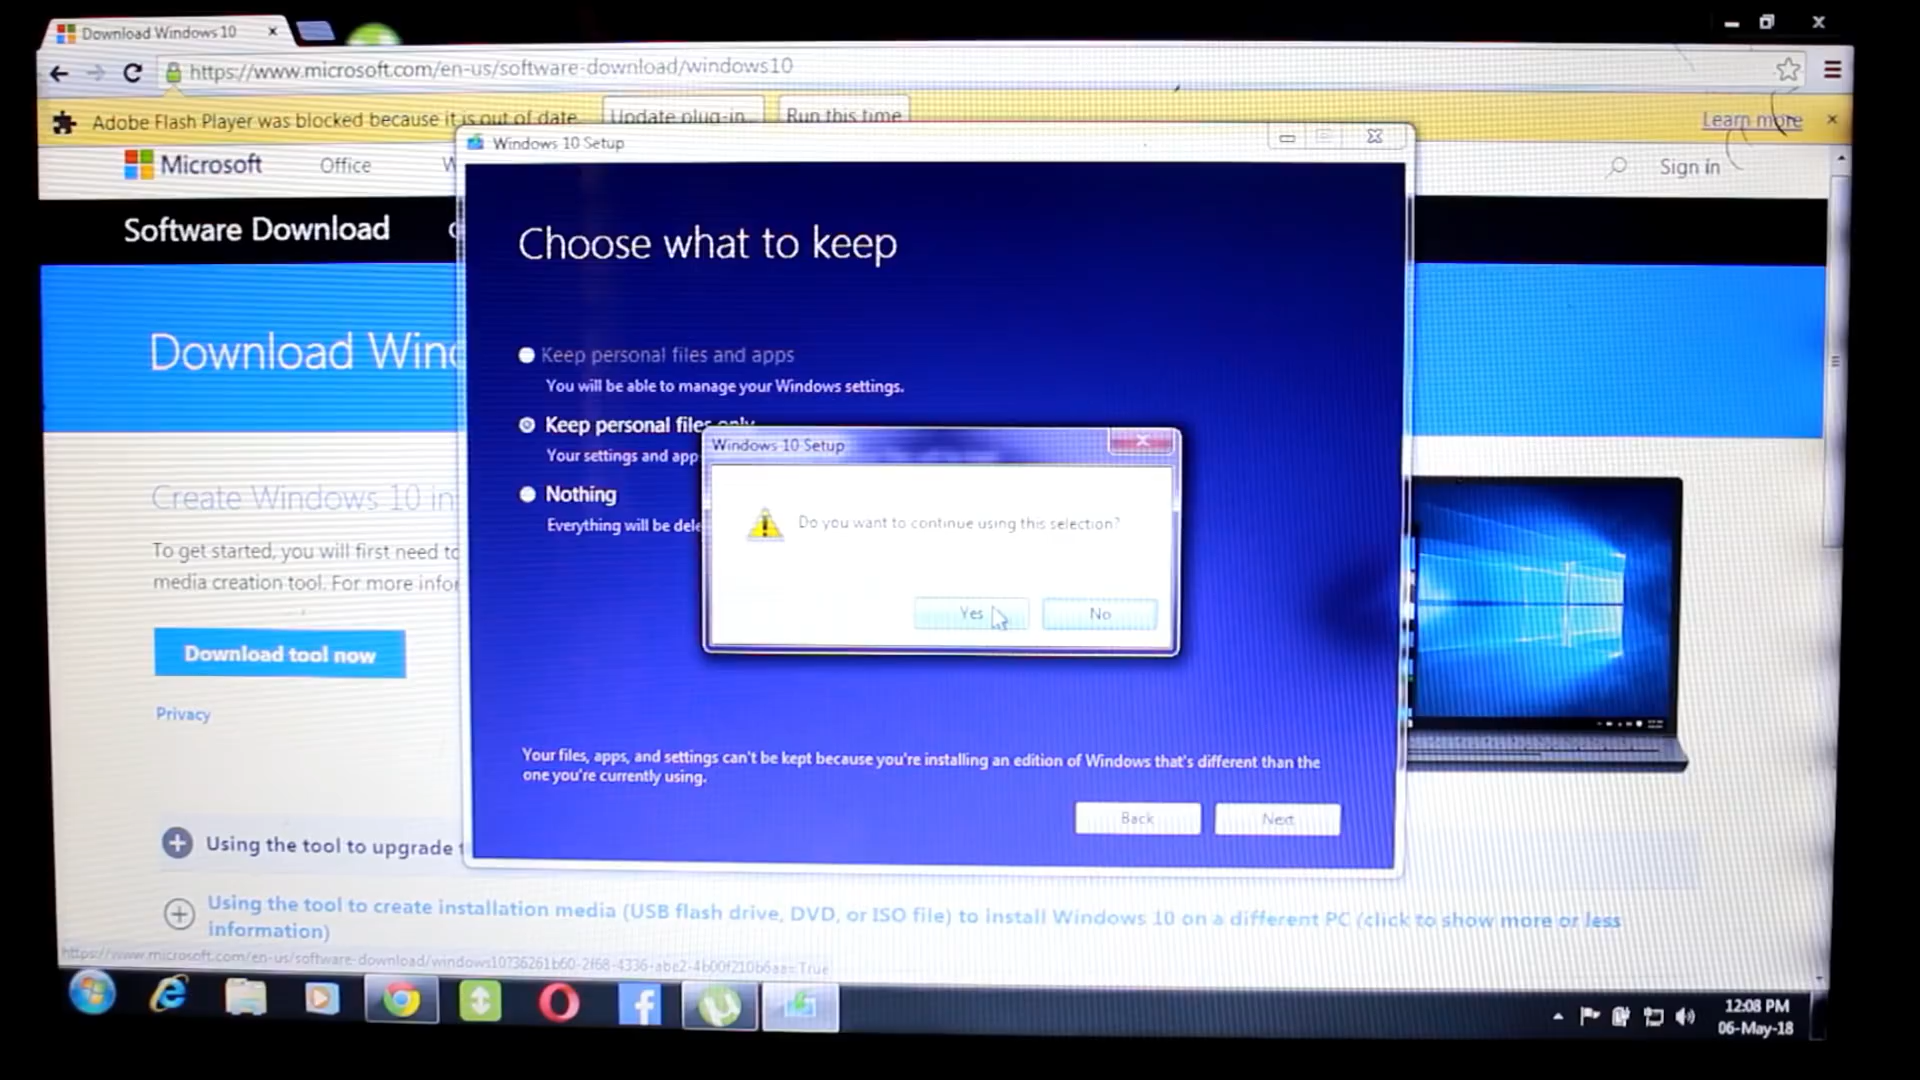 Download Windows 10
https://www.microsoft.com/en-us/software-download/windows10
Adobe Flash Player was blocked because it is out of date.
Update plug-in...
Run this time
Learn more
Windows 10 Setup
Microsoft
Office
W
Sign in
Software Download
Choose what to keep
Download Wind
Keep personal files and apps
You will be able to manage your Windows settings.
Keep personal files only
Your settings and app
Windows 10 Setup
Nothing
Everything will be dele
Do you want to continue using this selection?
Yes
No
Create Windows 10 in
To get started, you will first need to
media creation tool. For more infor
Download tool now
Privacy
Your files, apps, and settings can't be kept because you're installing an edition of Windows that's different than the
one you're currently using.
Back
Next
Using the tool to upgrade t
Using the tool to create installation media (USB flash drive, DVD, or ISO file) to install Windows 10 on a different PC (click to show more or less
information)
12:08 PM
06-May-18